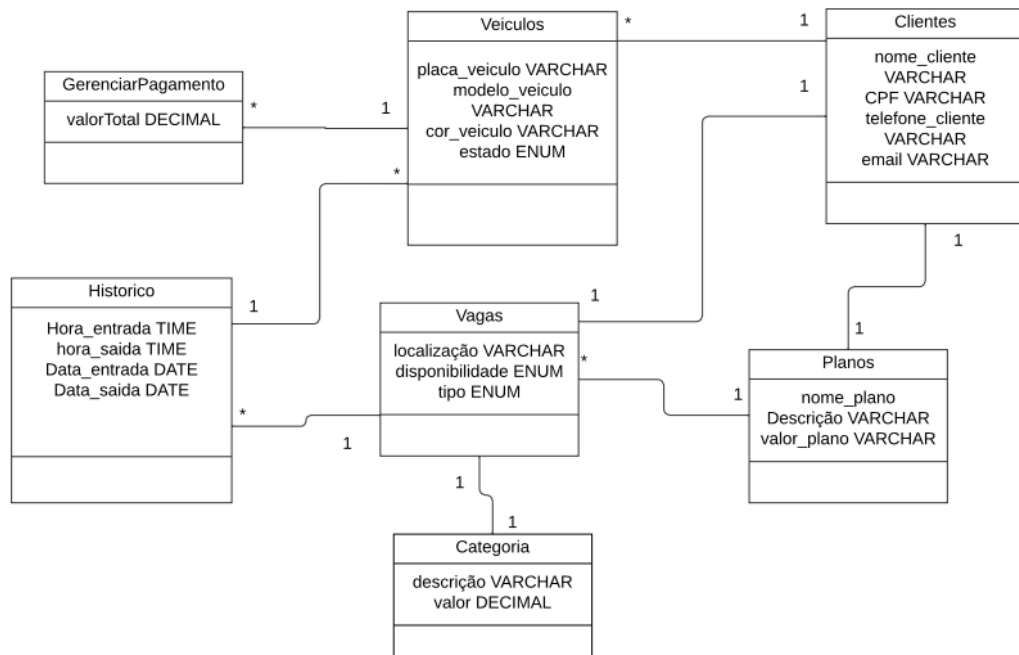 Veiculos
placa_veiculo VARCHAR
modelo_veiculo
VARCHAR
cor_veiculo VARCHAR
estado ENUM
*
1
Clientes
nome_cliente
VARCHAR
CPF VARCHAR
telefone_cliente
VARCHAR
email VARCHAR
1
GerenciarPagamento
valorTotal DECIMAL
*
1
*
1
Historico
Hora_entrada TIME
hora_saida TIME
Data_entrada DATE
Data_saida DATE
1
*
Vagas
localização VARCHAR
disponibilidade ENUM
tipo ENUM
1
*
1
1
1
Planos
nome_plano
Descrição VARCHAR
valor_plano VARCHAR
1
1
1
Categoria
descrição VARCHAR
valor DECIMAL